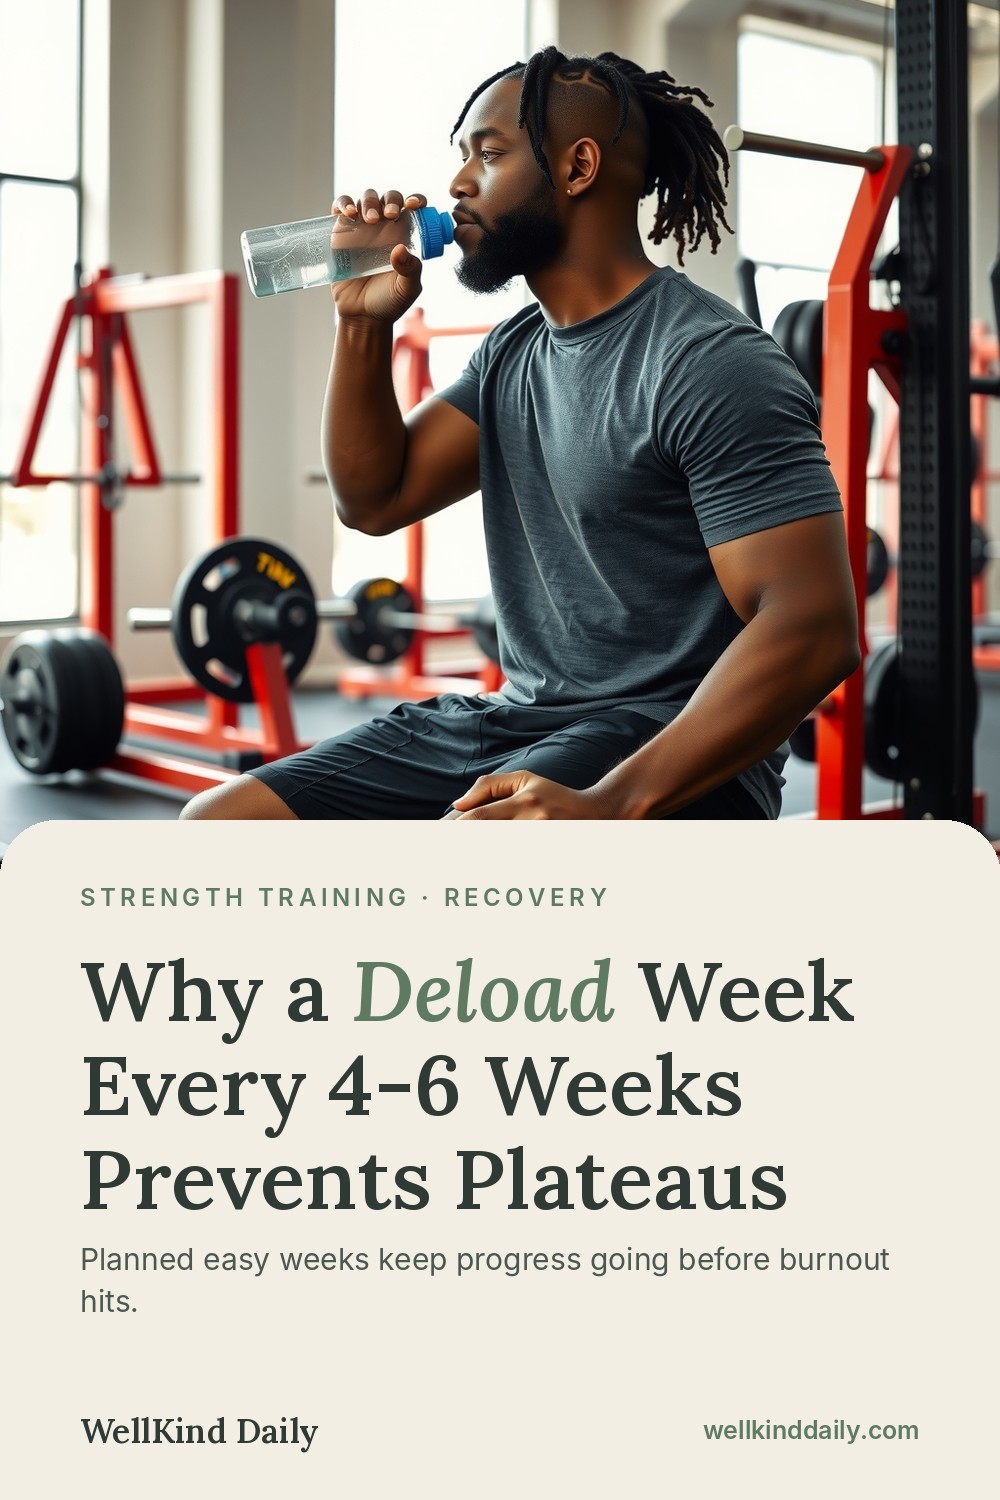 STRENGTH TRAINING · RECOVERY
Why a Deload Week
Every 4–6 Weeks
Prevents Plateaus
Planned easy weeks keep progress going before burnout
hits.
WellKind Daily
wellkinddaily.com